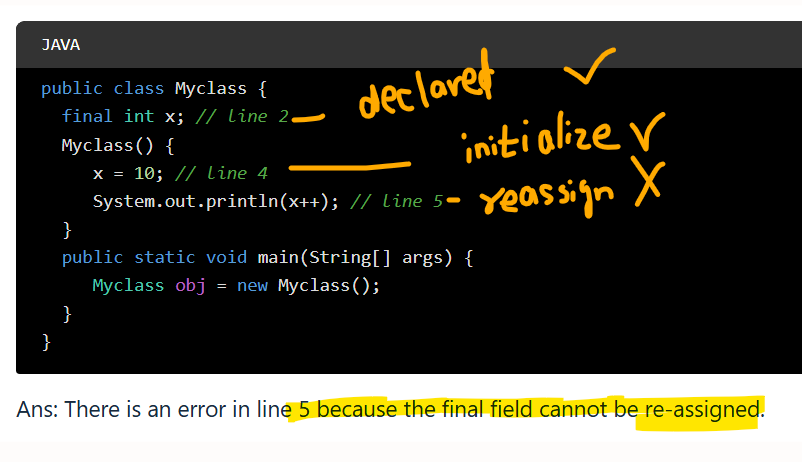 JAVA
public class Myclass {
final int x; // line 2 declared
Myclass() { initialize
x = 10; // line 4
System.out.println(x++); // line 5 reassign
}
public static void main(String[] args) {
Myclass obj = new Myclass();
}
}
Ans: There is an error in line 5 because the final field cannot be re-assigned.